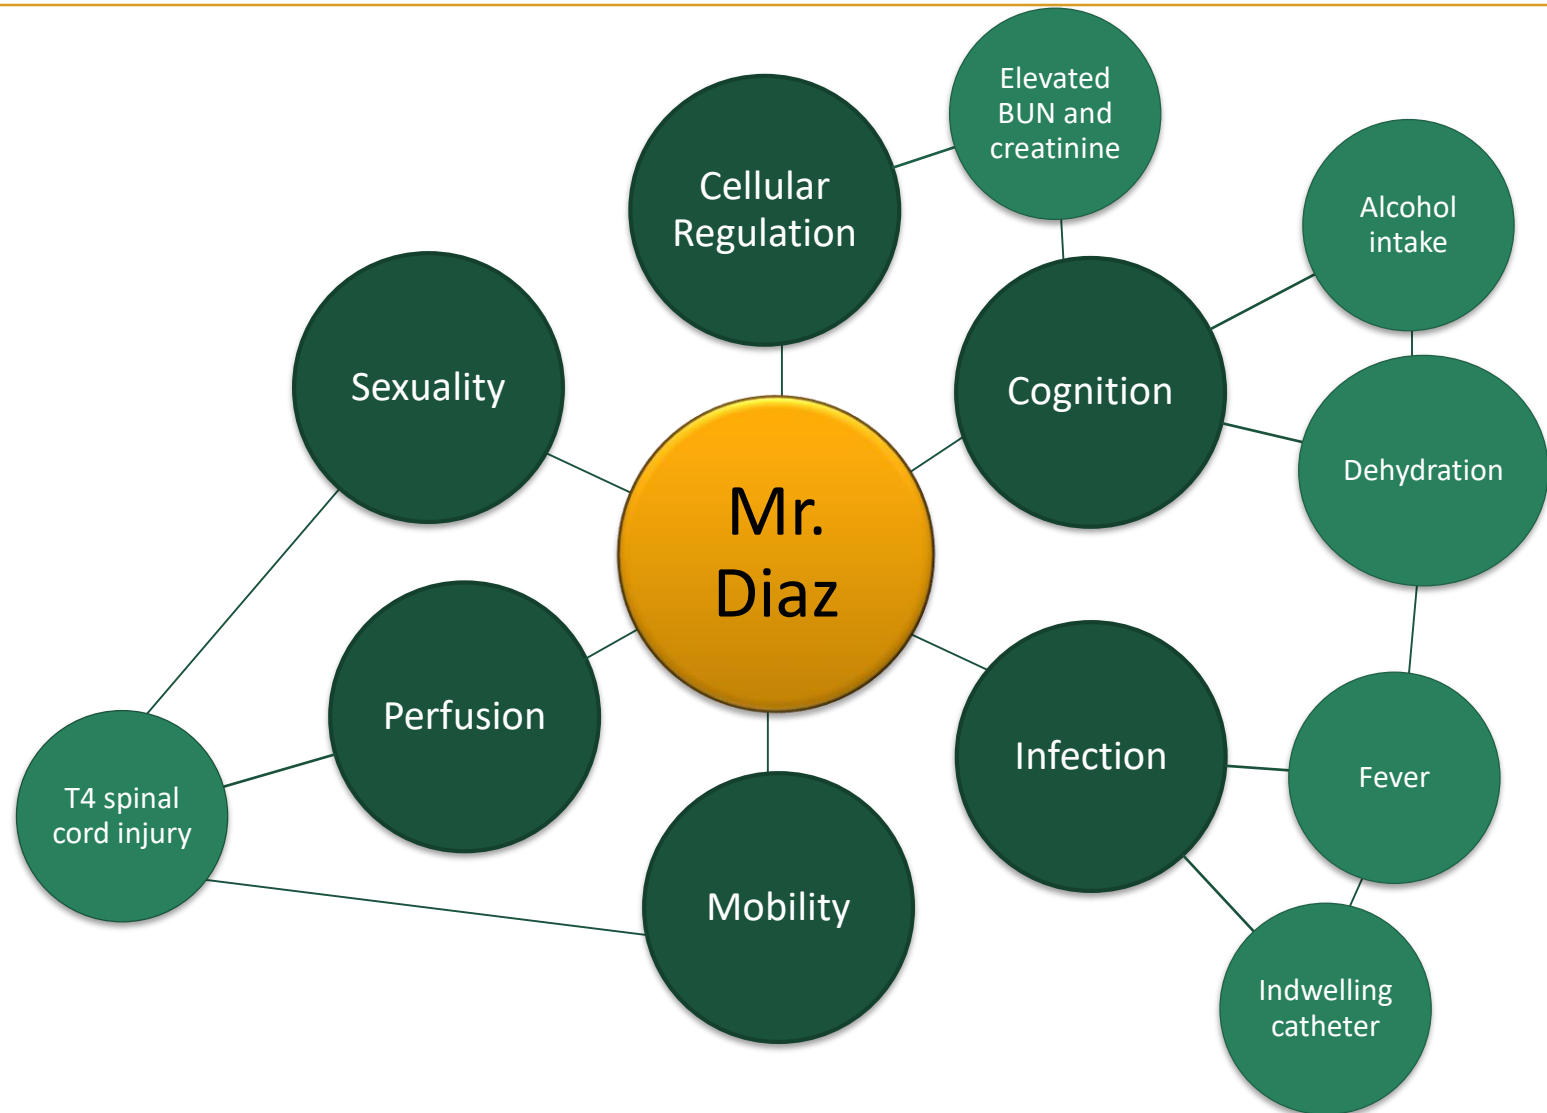 Elevated
BUN and
creatinine
Cellular
Regulation
Alcohol
intake
Sexuality
Cognition
Dehydration
Mr.
Diaz
Perfusion
Infection
Fever
T4 spinal
cord injury
Mobility
Indwelling
catheter